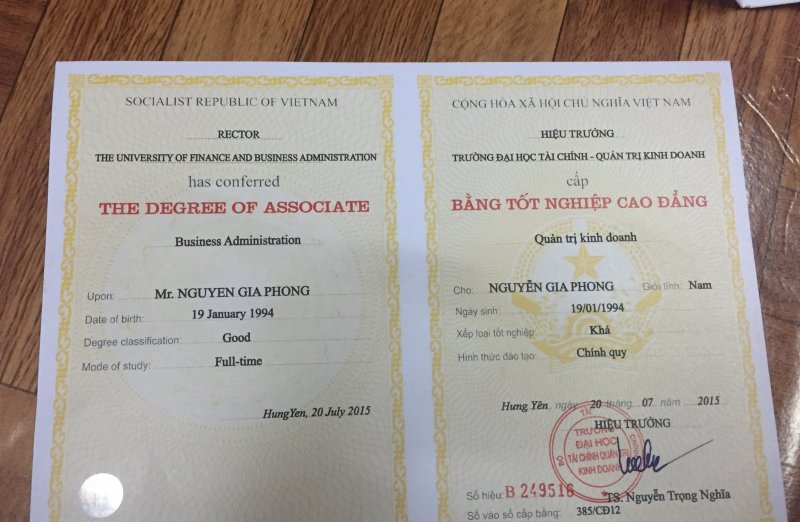 SOCIALIST REPUBLIC OF VIETNAM
RECTOR
THE UNIVERSITY OF FINANCE AND BUSINESS ADMINISTRATION
has conferred
THE DEGREE OF ASSOCIATE
Business Administration
Upon: Mr. NGUYEN GIA PHONG
Date of birth: 19 January 1994
Degree classification: Good
Mode of study: Full-time
HungYen, 20 July 2015
CỘNG HÒA XÃ HỘI CHỦ NGHĨA VIỆT NAM
HIỆU TRƯỞNG
TRƯỜNG ĐẠI HỌC TÀI CHÍNH - QUẢN TRỊ KINH DOANH
cấp
BẰNG TỐT NGHIỆP CAO ĐẲNG
Quản trị kinh doanh
Cho: NGUYỄN GIA PHONG Giới tính: Nam
Ngày sinh: 19/01/1994
Xếp loại tốt nghiệp: Khá
Hình thức đào tạo: Chính quy
Hưng Yên, ngày 20 tháng 07 năm 2015
HIỆU TRƯỞNG
BỘ TÀI CHÍNH
TRƯỜNG
ĐẠI HỌC
TÀI CHÍNH QUẢN TRỊ
KINH DOANH
Số hiệu: B 249516 TS. Nguyễn Trọng Nghĩa
Số vào sổ cấp bằng: 385/CĐ12